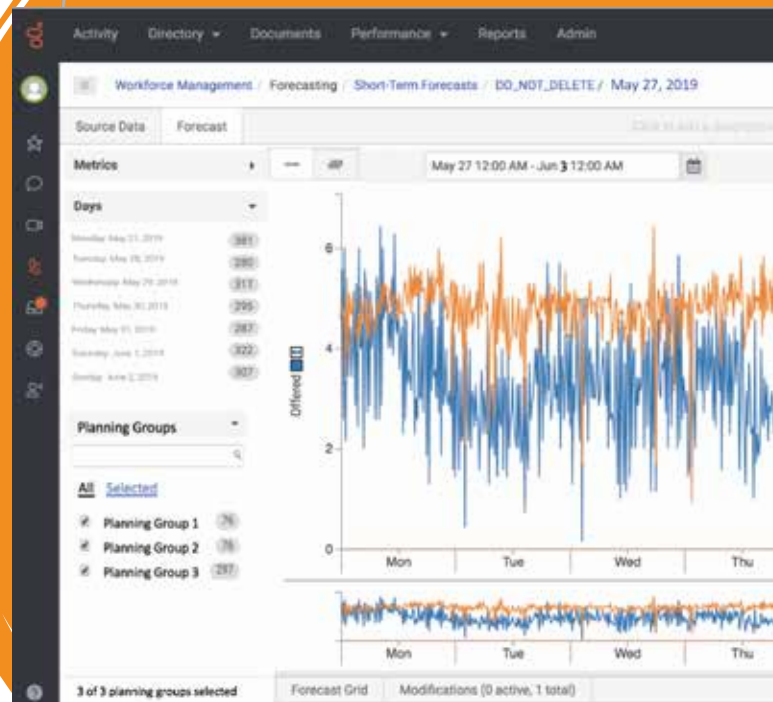 Activity Directory Documents Performance Reports Admin
Workforce Management / Forecasting / Short-Term Forecasts / DO_NOT_DELETE / May 27, 2019
Source Data Forecast
Metrics
May 27 12:00 AM - Jun 3 12:00 AM
Days
Monday May 27, 2019 381
Tuesday May 28, 2019 280
Wednesday May 29, 2019 317
Thursday May 30, 2019 295
Friday May 31, 2019 287
Saturday June 1, 2019 322
Sunday June 2, 2019 307
Planning Groups
All Selected
Planning Group 1 76
Planning Group 2 76
Planning Group 3 297
3 of 3 planning groups selected
Offered
6
4
2
0
Mon Tue Wed Thu
Mon Tue Wed Thu
Forecast Grid Modifications (0 active, 1 total)